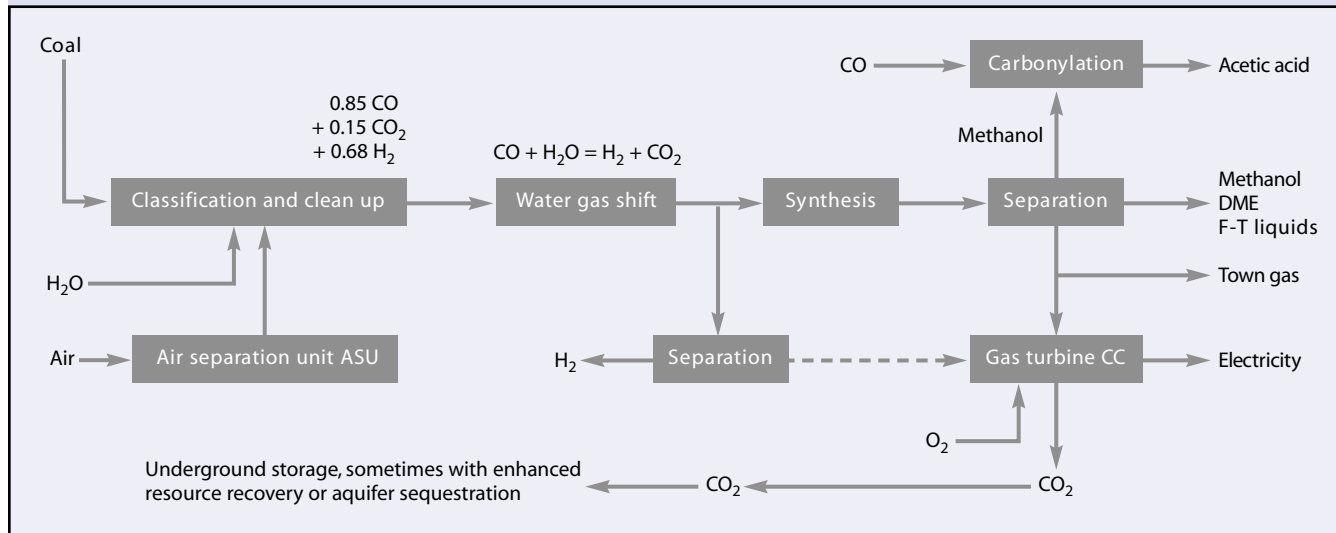 Coal
CO
Carbonylation
Acetic acid
0.85 CO
+ 0.15 CO₂
+ 0.68 H₂
CO + H₂O = H₂ + CO₂
Methanol
Classification and clean up
Water gas shift
Synthesis
Separation
Methanol
DME
F-T liquids
H₂O
Town gas
Air
Air separation unit ASU
H₂
Separation
Gas turbine CC
Electricity
O₂
Underground storage, sometimes with enhanced
resource recovery or aquifer sequestration
CO₂
CO₂